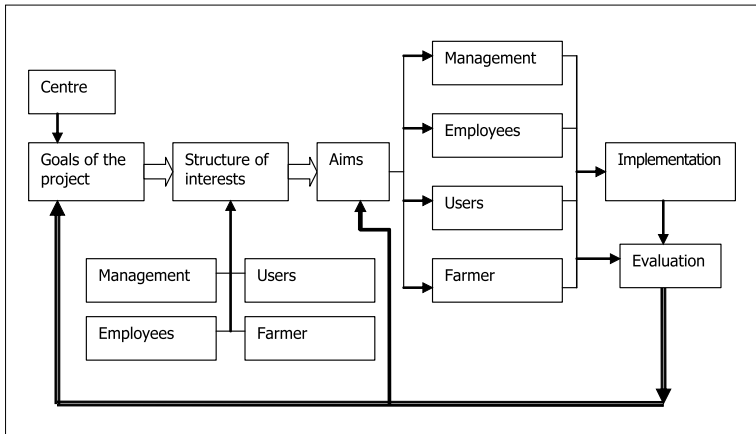 Centre
Goals of the
project
Structure of
interests
Aims
Management
Employees
Users
Farmer
Implementation
Evaluation
Management
Users
Employees
Farmer